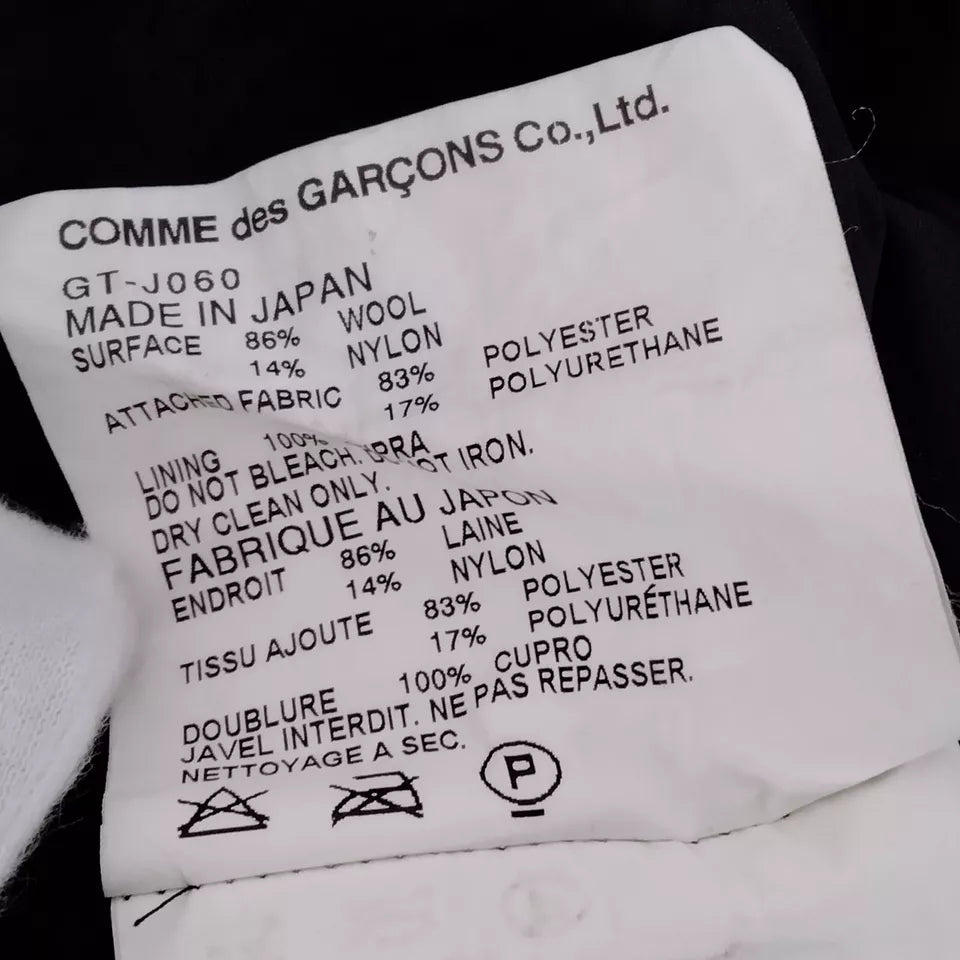 COMME des GARÇONS Co.,Ltd.
GT-J060
MADE IN JAPAN
SURFACE 86% WOOL
14% NYLON
ATTACHED FABRIC 83% POLYESTER
17% POLYURETHANE
LINING 100%
DO NOT BLEACH. IRON.
DRY CLEAN ONLY.
FABRIQUE AU JAPON
ENDROIT 86% LAINE
14% NYLON
TISSU AJOUTE 83% POLYESTER
17% POLYURÉTHANE
DOUBLURE 100% CUPRO
JAVEL INTERDIT. NE PAS REPASSER.
NETTOYAGE A SEC.
P